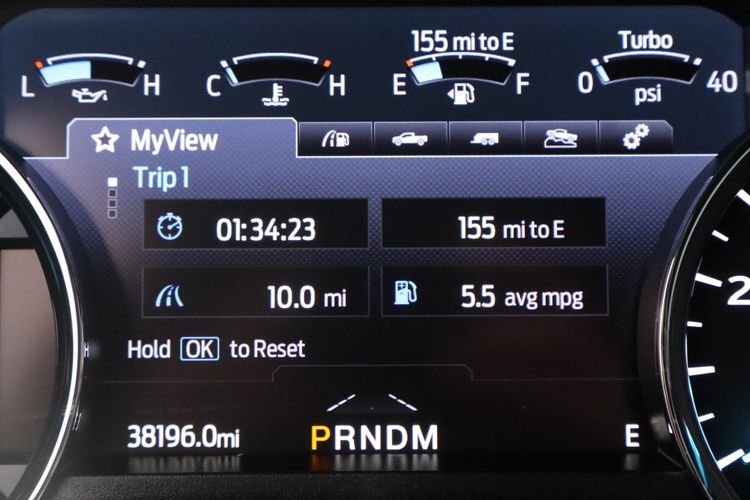 155 mi to E
Turbo
L H
C H
E F
0 40
psi
MyView
Trip 1
01:34:23
155 mi to E
10.0 mi
5.5 avg mpg
Hold OK to Reset
2
H
38196.0mi
PRNDM
E